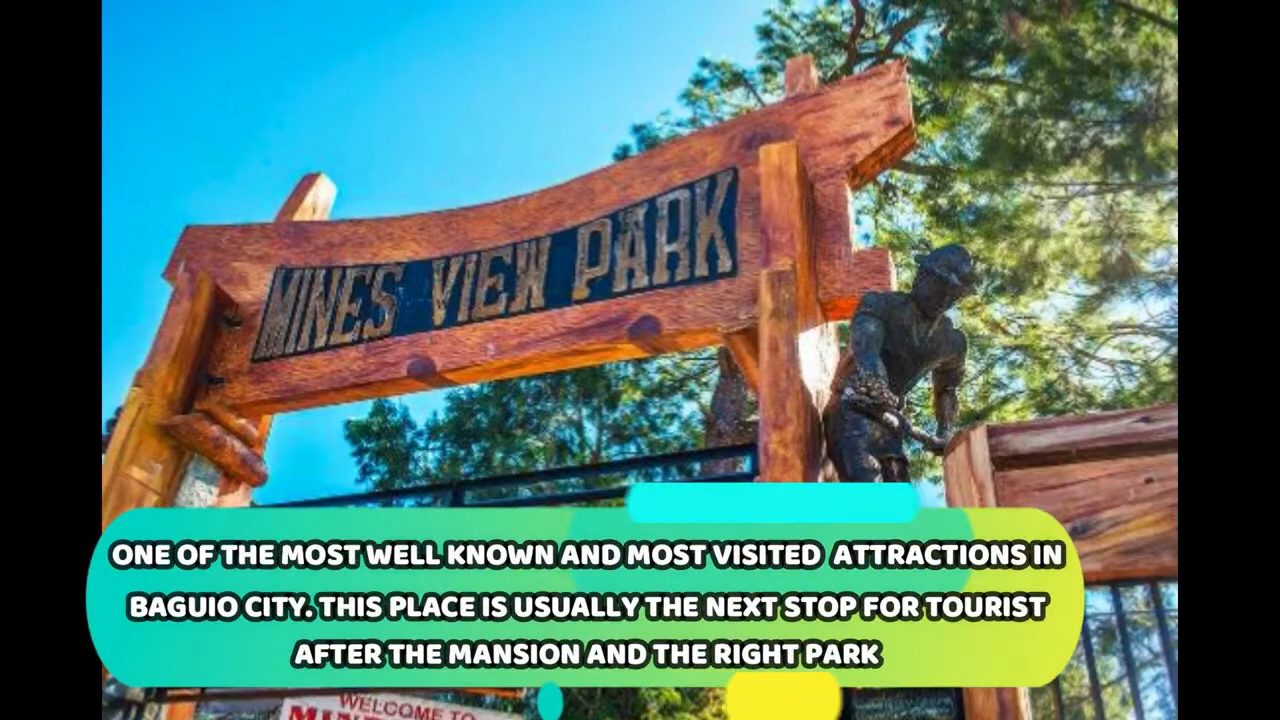 MINES VIEW PARK
ONE OF THE MOST WELL KNOWN AND MOST VISITED ATTRACTIONS IN
BAGUIO CITY. THIS PLACE IS USUALLY THE NEXT STOP FOR TOURIST
AFTER THE MANSION AND THE RIGHT PARK
WELCOME TO